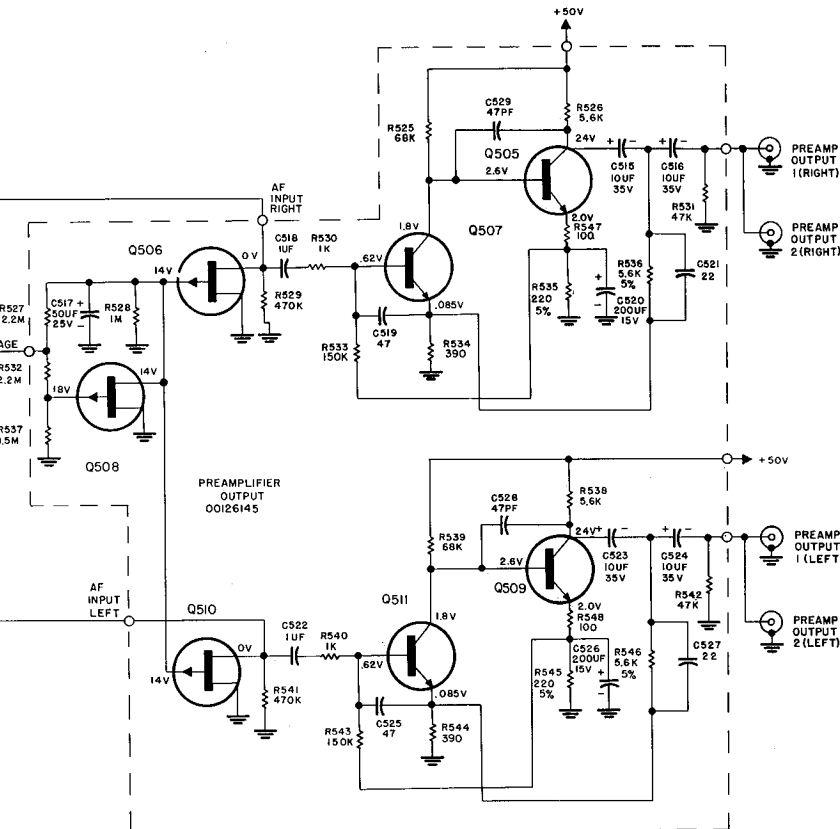 +50V
C529
47PF
R526
5.6K
R525
68K
24V
Q505
2.6V
C515
10UF
35V
C516
10UF
35V
R531
47K
PREAMP
OUTPUT
1 (RIGHT)
PREAMP
OUTPUT
2 (RIGHT)
AF
INPUT
RIGHT
Q506
14V
0V
C518
1UF
R530
1K
1.8V
Q507
.62V
2.0V
R547
100
R536
5.6K
5%
C521
22
R527
2.2M
C517
50UF
25V
R528
1M
R529
470K
.085V
R535
220
5%
C520
200UF
15V
C519
47
R533
150K
R534
390
AGE
R532
2.2M
14V
18V
R537
Q508
PREAMPLIFIER
OUTPUT
00126145
+50V
C528
47PF
R538
5.6K
R539
68K
24V
2.6V
Q509
C523
10UF
35V
C524
10UF
35V
R542
47K
PREAMP
OUTPUT
1 (LEFT
PREAMP
OUTPUT
2 (LEFT)
AF
INPUT
LEFT
Q510
0V
14V
C522
1UF
R540
1K
Q511
1.8V
.62V
2.0V
R548
100
C526
200UF
15V
R545
220
5%
R546
5.6K
5%
C527
22
R541
470K
.085V
C525
47
R543
150K
R544
390